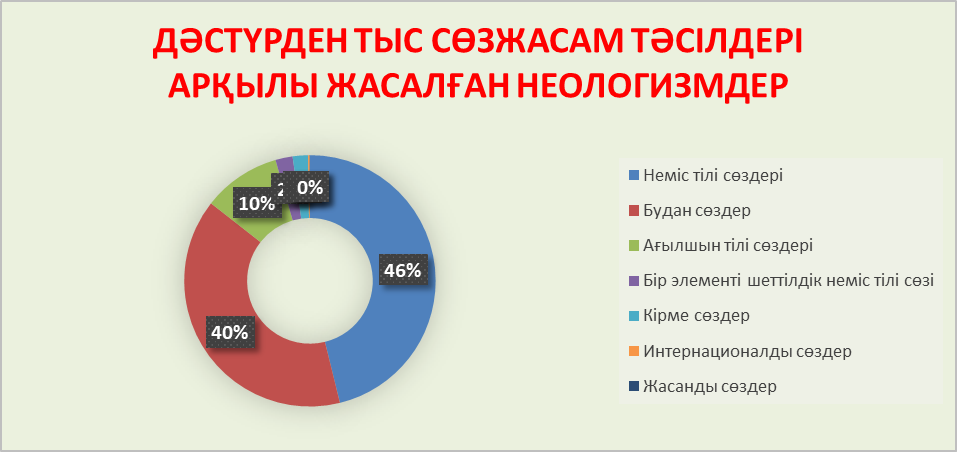 ДӘСТҮРДЕН ТЫС СӨЗЖАСАМ ТӘСІЛДЕРІ
АРҚЫЛЫ ЖАСАЛҒАН НЕОЛОГИЗМДЕР
0%
10%
46%
40%
Неміс тілі сөздері
Будан сөздер
Ағылшын тілі сөздері
Бір элементі шеттілдік неміс тілі сөзі
Кірме сөздер
Интернационалды сөздер
Жасанды сөздер